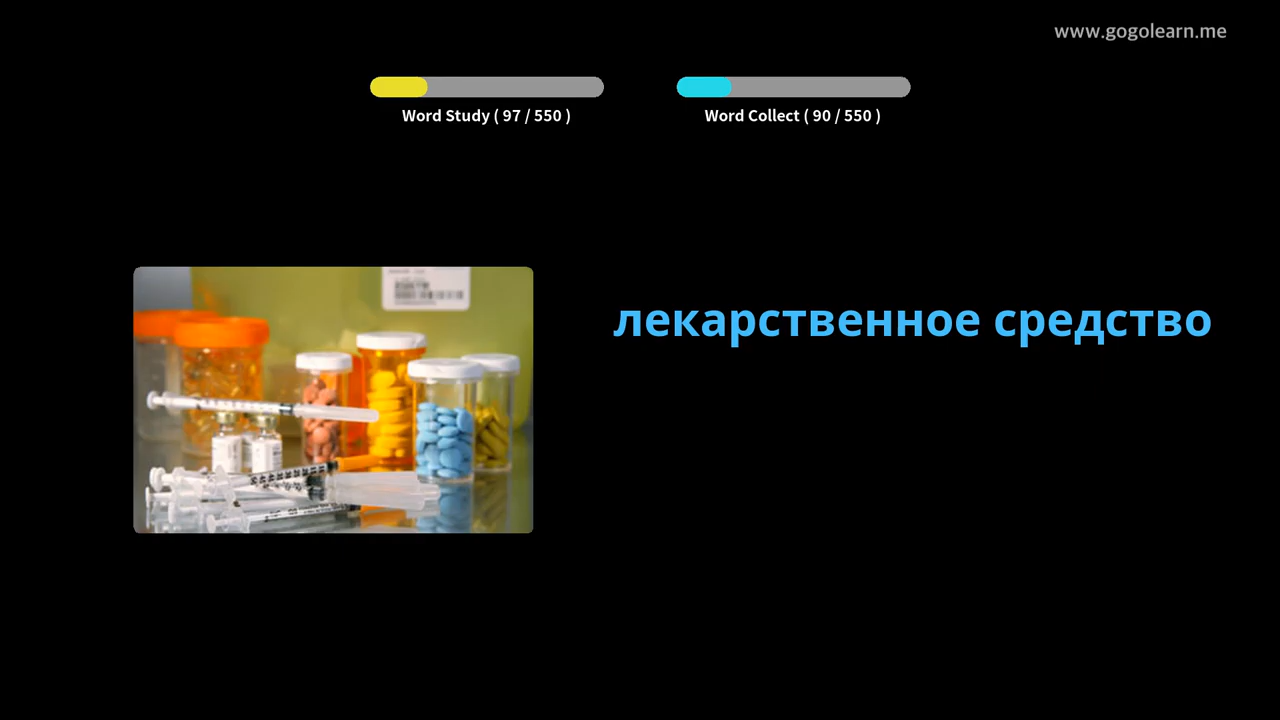 www.gogolearn.me
Word Study ( 97 / 550 )
Word Collect ( 90 / 550 )
лекарственное средство